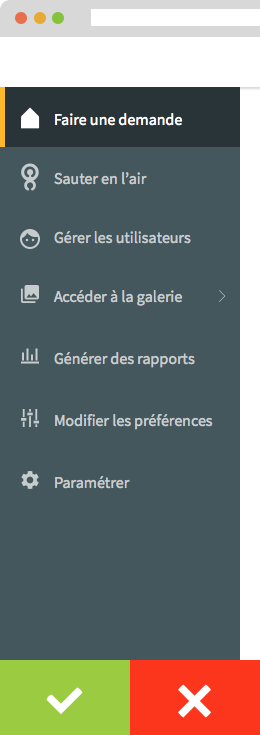 Faire une demande
Sauter en l'air
Gérer les utilisateurs
Accéder à la galerie
Générer des rapports
Modifier les préférences
Paramétrer